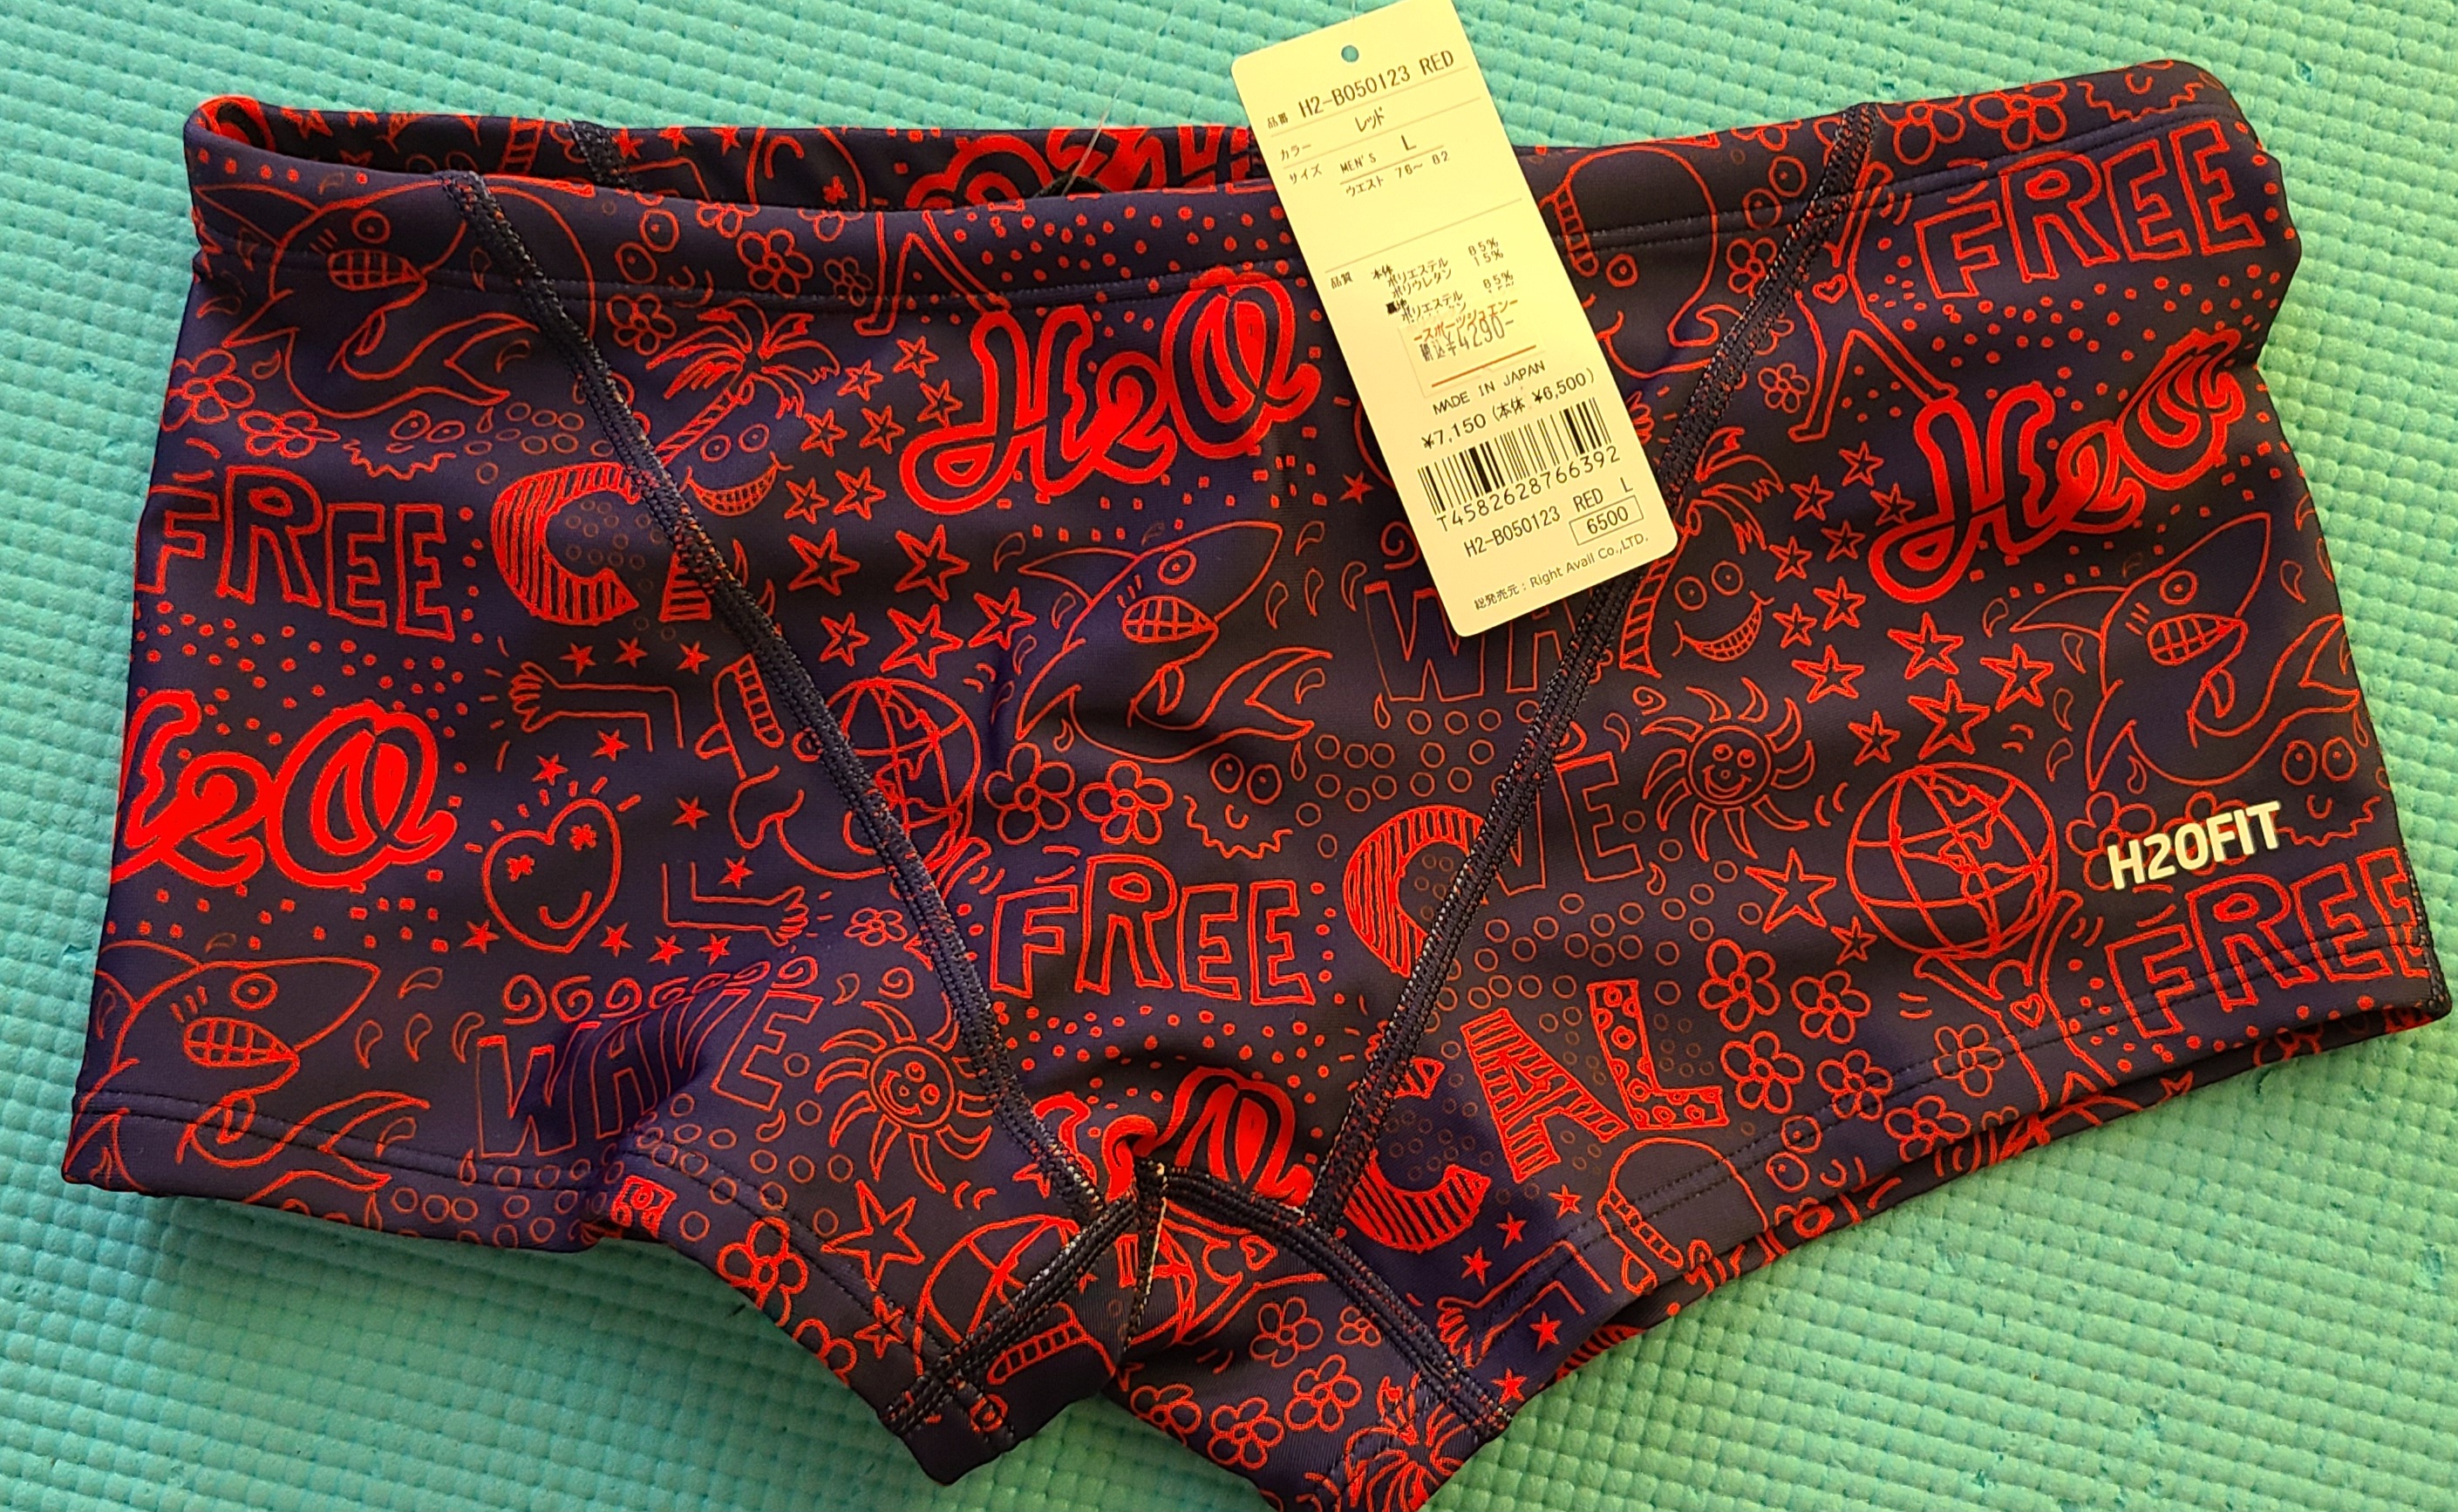 品番 H2-B050123 RED
カラー レッド
サイズ MEN'S L
ウエスト 76〜 82
品質 本体
ポリエステル 85%
ポリウレタン 15%
裏地
ポリエステル 85%
-スポーツジュエン-
税込¥4290-
MADE IN JAPAN
¥7,150 (本体 ¥6,500)
T4582628766392
H2-B050123 RED L
6500
総発売元：Right Avail Co.,LTD.
FREE
H2O
H2O
FREE
WA
H2O
VE
H2OFIT
FREE
FREE
WAVE
CAL